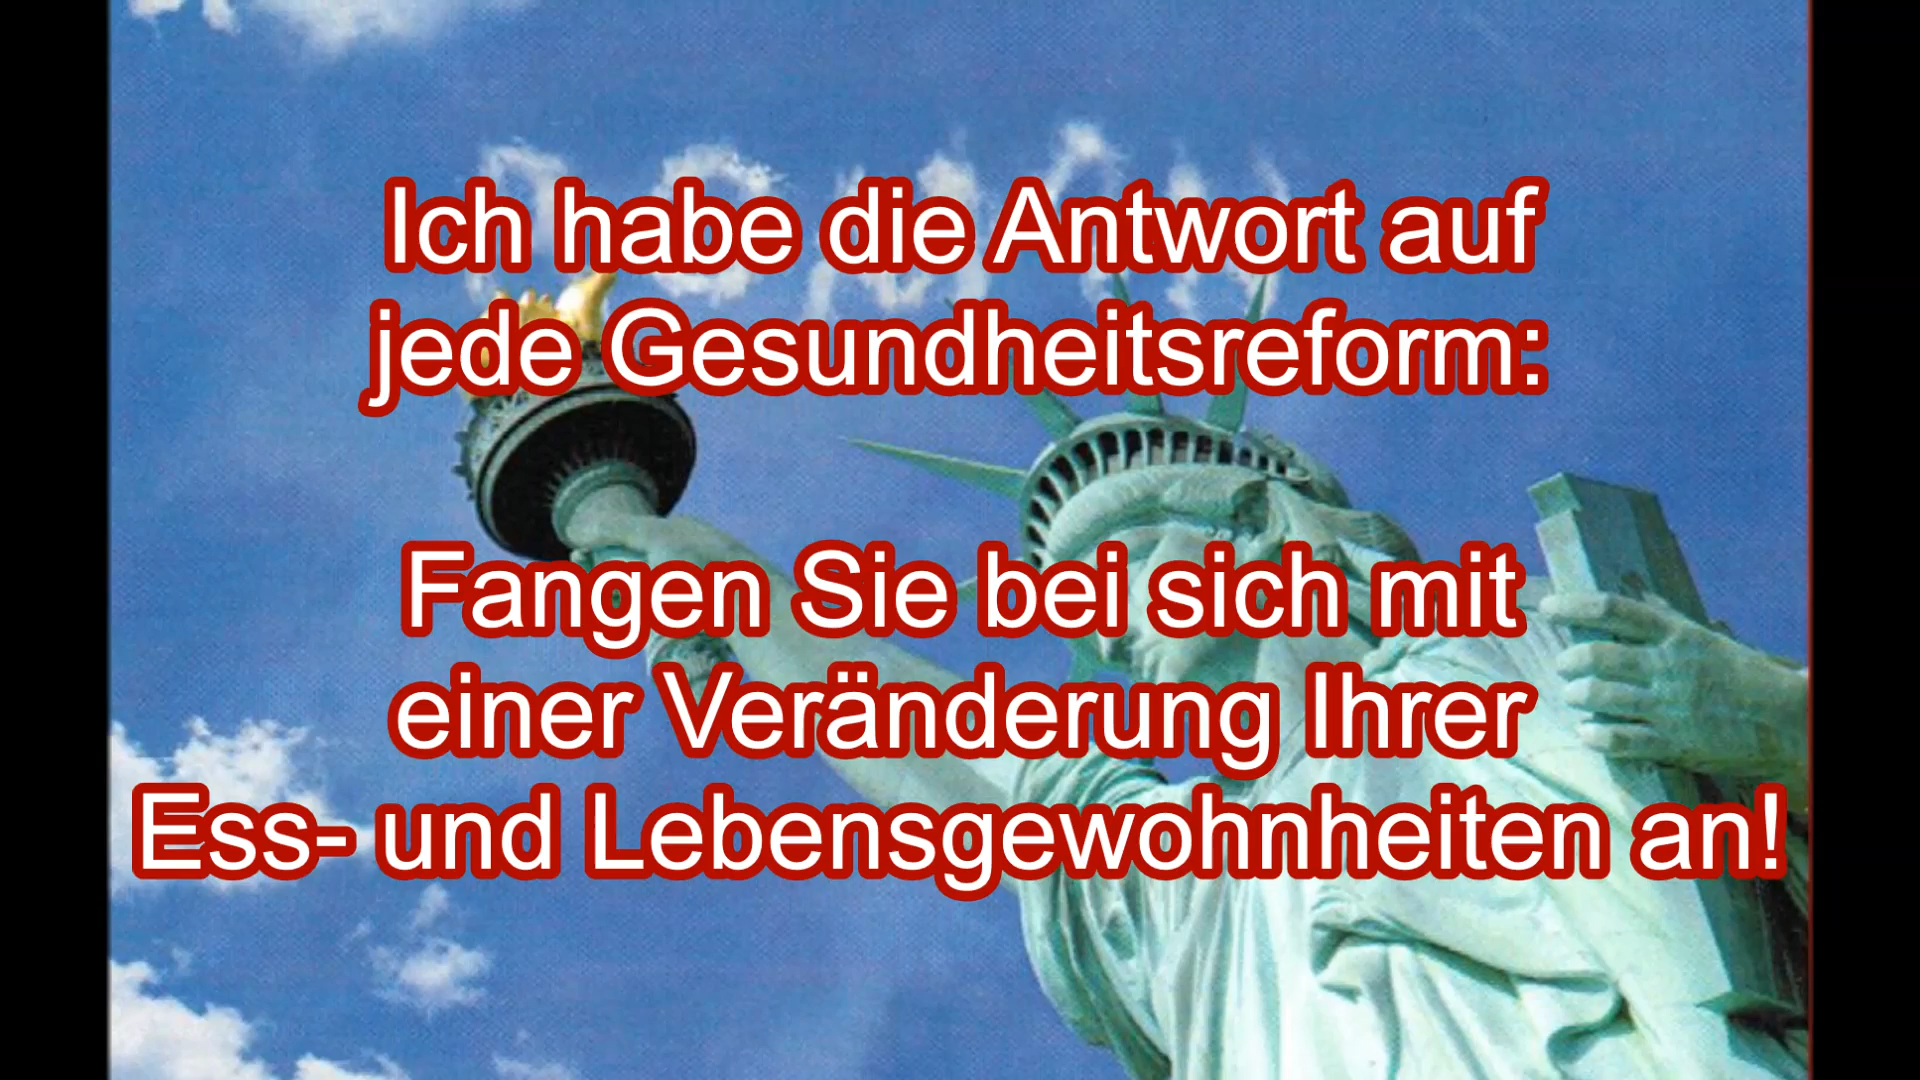 Ich habe die Antwort auf
jede Gesundheitsreform:
Fangen Sie bei sich mit
einer Veränderung Ihrer
Ess- und Lebensgewohnheiten an!